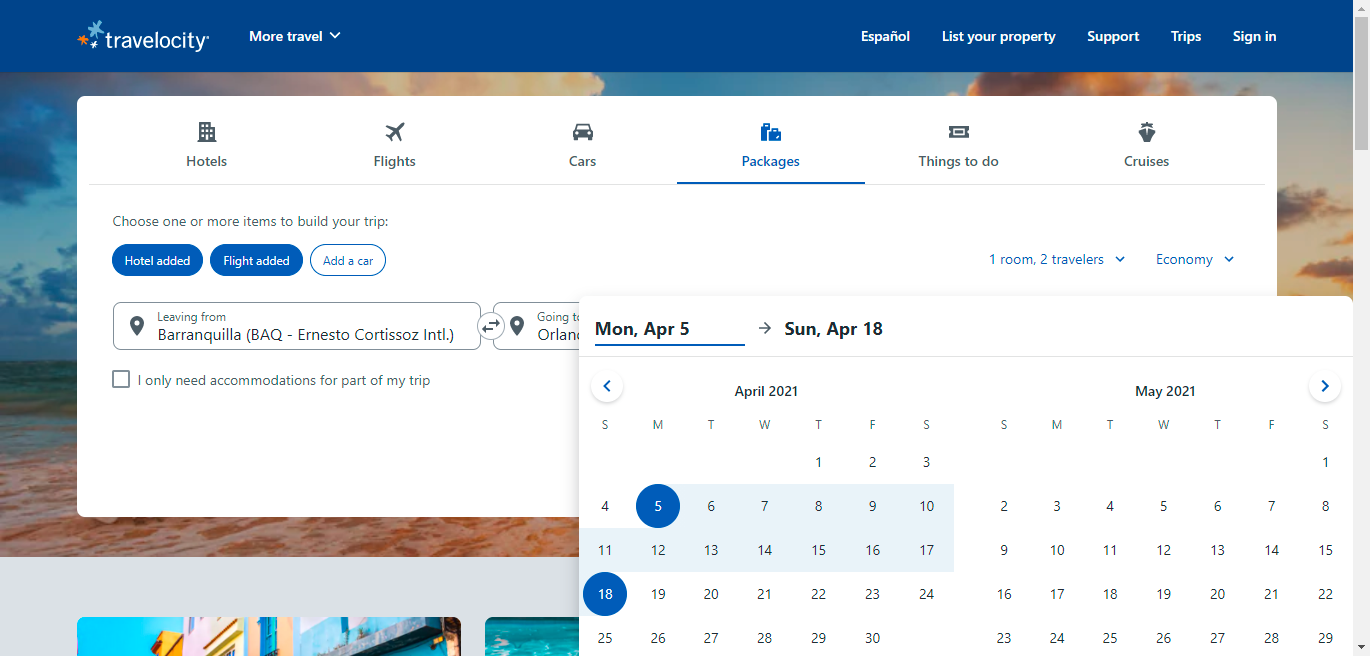 travelocity
More travel
Español
List your property
Support
Trips
Sign in
Hotels
Flights
Cars
Packages
Things to do
Cruises
Choose one or more items to build your trip:
Hotel added
Flight added
Add a car
1 room, 2 travelers
Economy
Leaving from
Barranquilla (BAQ - Ernesto Cortissoz Intl.)
Going to
Orlan
I only need accommodations for part of my trip
Mon, Apr 5
Sun, Apr 18
April 2021
S M T W T F S
1 2 3
4 5 6 7 8 9 10
11 12 13 14 15 16 17
18 19 20 21 22 23 24
25 26 27 28 29 30
May 2021
S M T W T F S
1
2 3 4 5 6 7 8
9 10 11 12 13 14 15
16 17 18 19 20 21 22
23 24 25 26 27 28 29